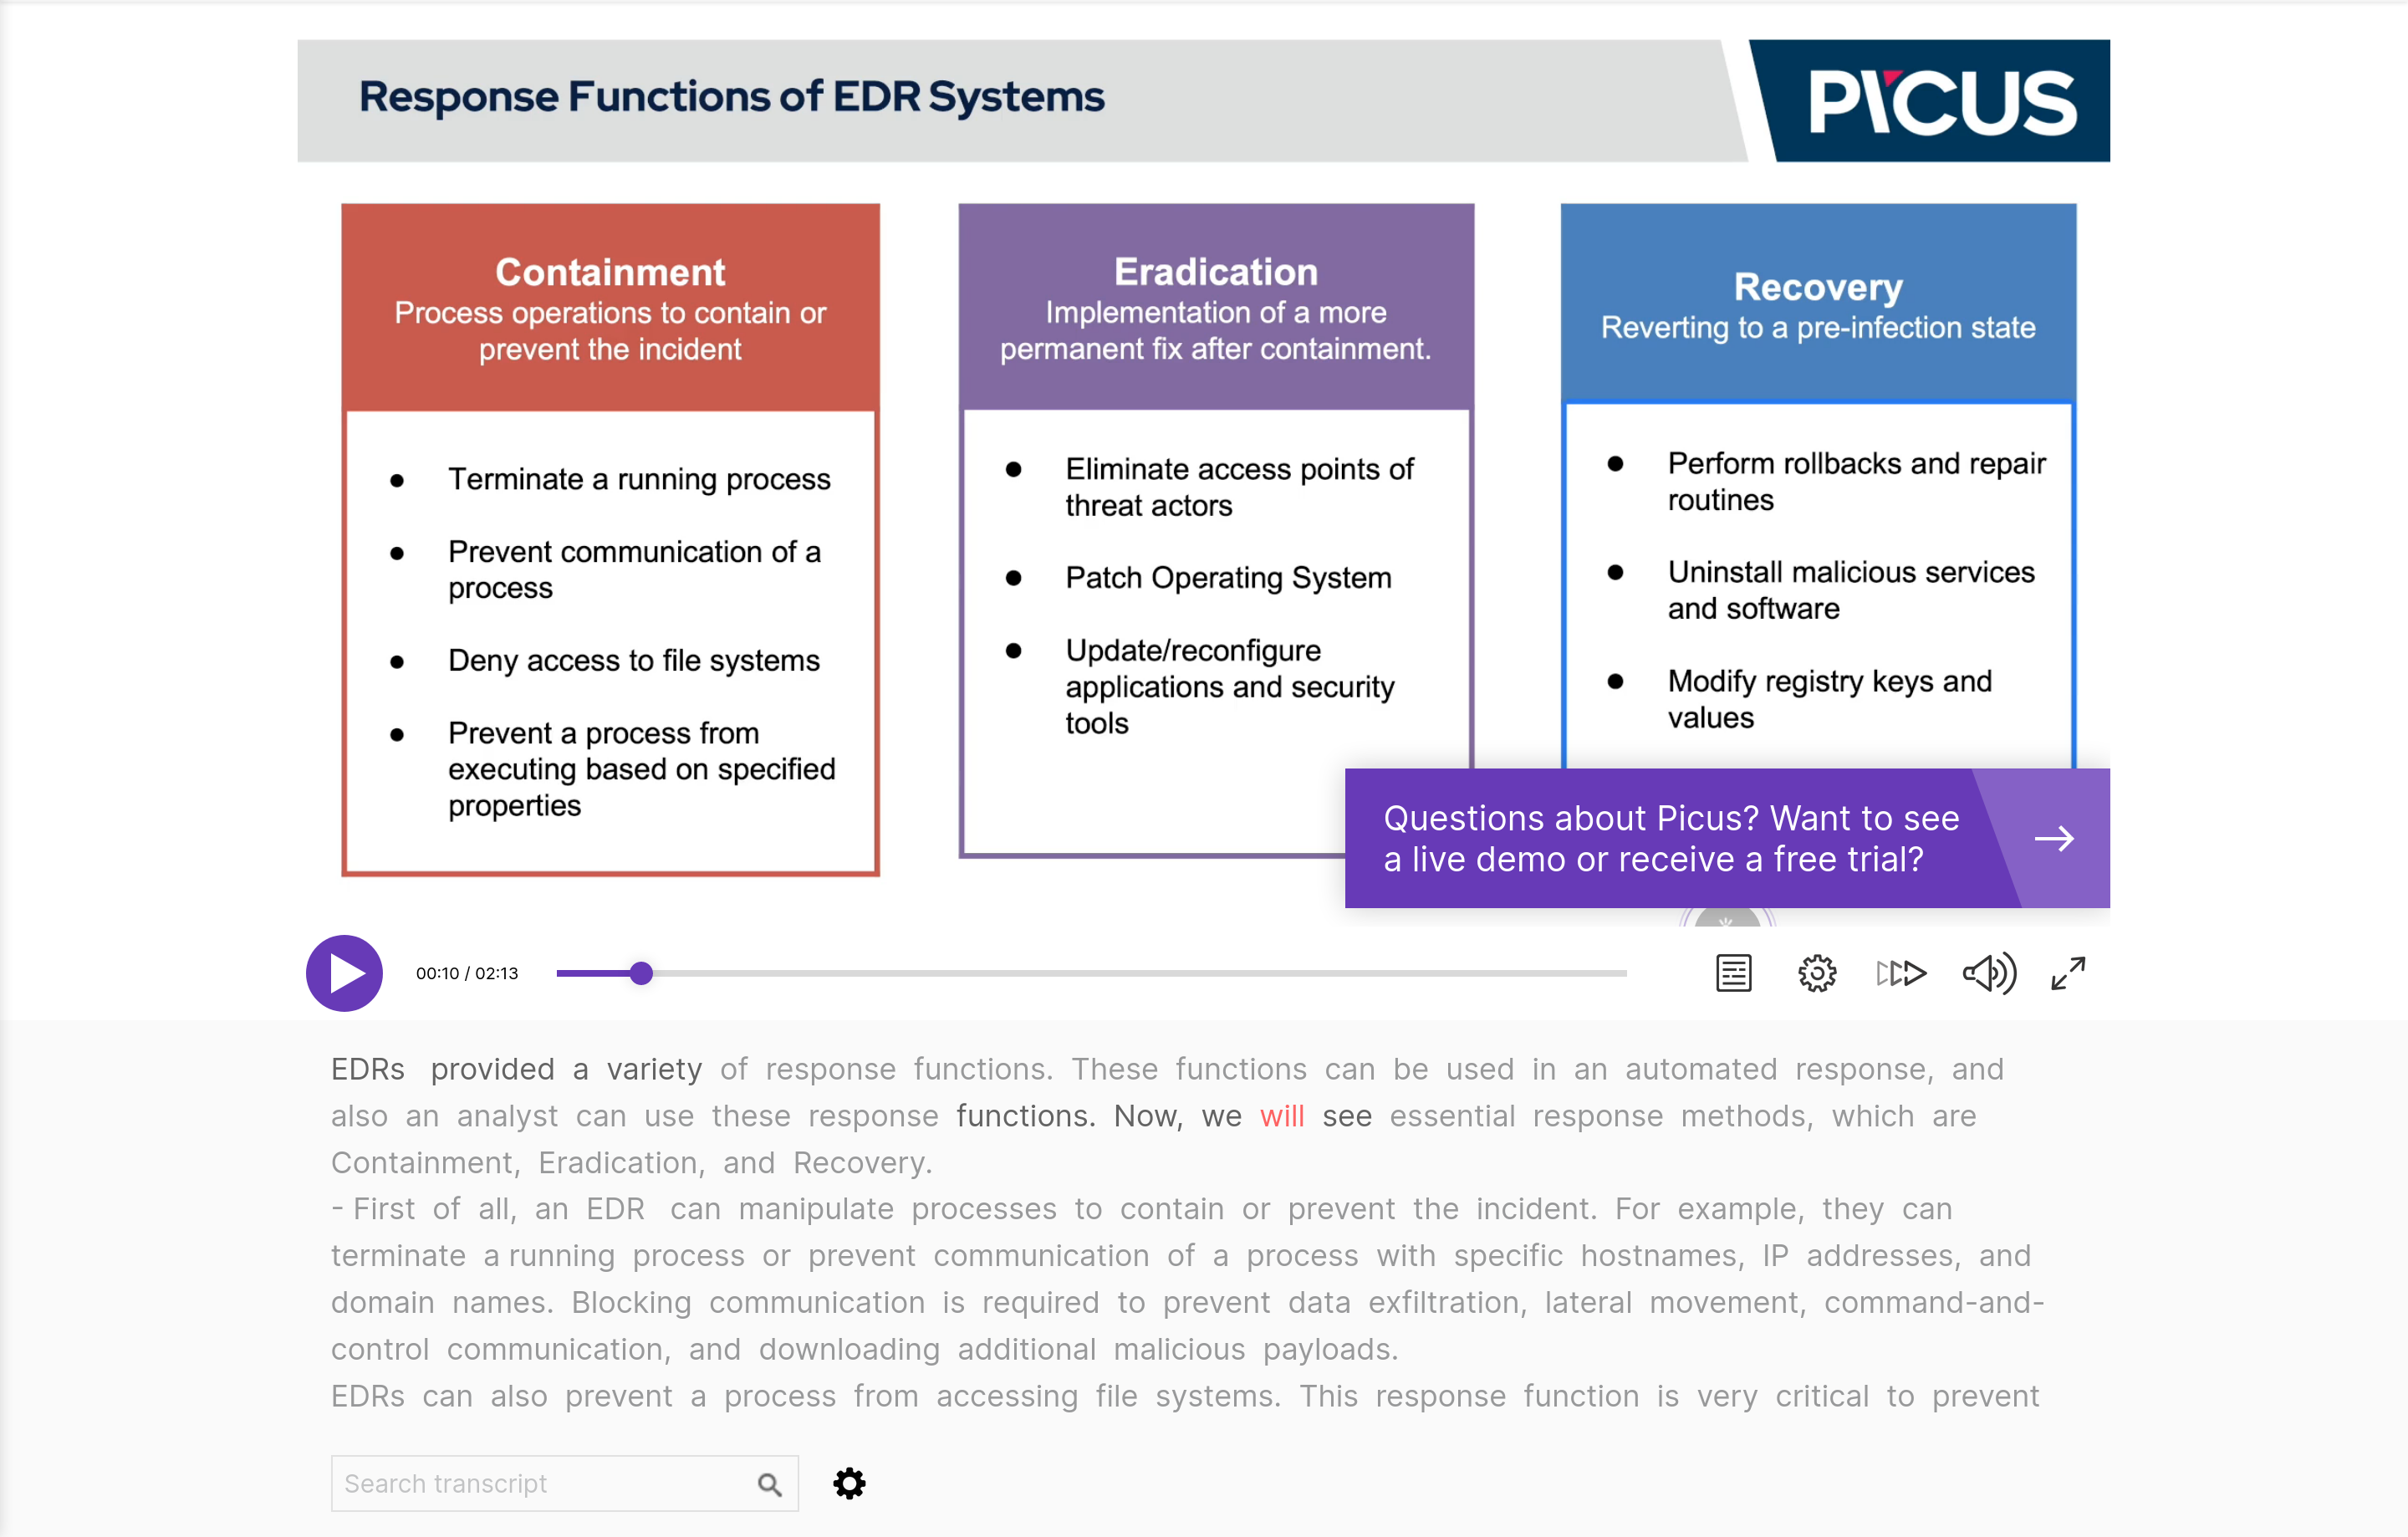 Response Functions of EDR Systems
PICUS
Containment
Process operations to contain or
prevent the incident
● Terminate a running process
● Prevent communication of a
process
● Deny access to file systems
● Prevent a process from
executing based on specified
properties
Eradication
Implementation of a more
permanent fix after containment.
● Eliminate access points of
threat actors
● Patch Operating System
● Update/reconfigure
applications and security
tools
Recovery
Reverting to a pre-infection state
● Perform rollbacks and repair
routines
● Uninstall malicious services
and software
● Modify registry keys and
values
Questions about Picus? Want to see
a live demo or receive a free trial?
00:10 / 02:13
EDRs provided a variety of response functions. These functions can be used in an automated response, and
also an analyst can use these response functions. Now, we will see essential response methods, which are
Containment, Eradication, and Recovery.
- First of all, an EDR can manipulate processes to contain or prevent the incident. For example, they can
terminate a running process or prevent communication of a process with specific hostnames, IP addresses, and
domain names. Blocking communication is required to prevent data exfiltration, lateral movement, command-and-
control communication, and downloading additional malicious payloads.
EDRs can also prevent a process from accessing file systems. This response function is very critical to prevent
Search transcript